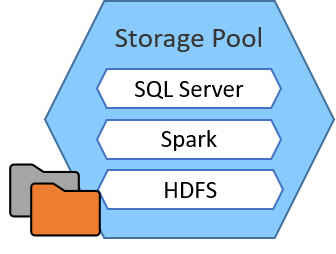 Storage Pool
SQL Server
Spark
HDFS